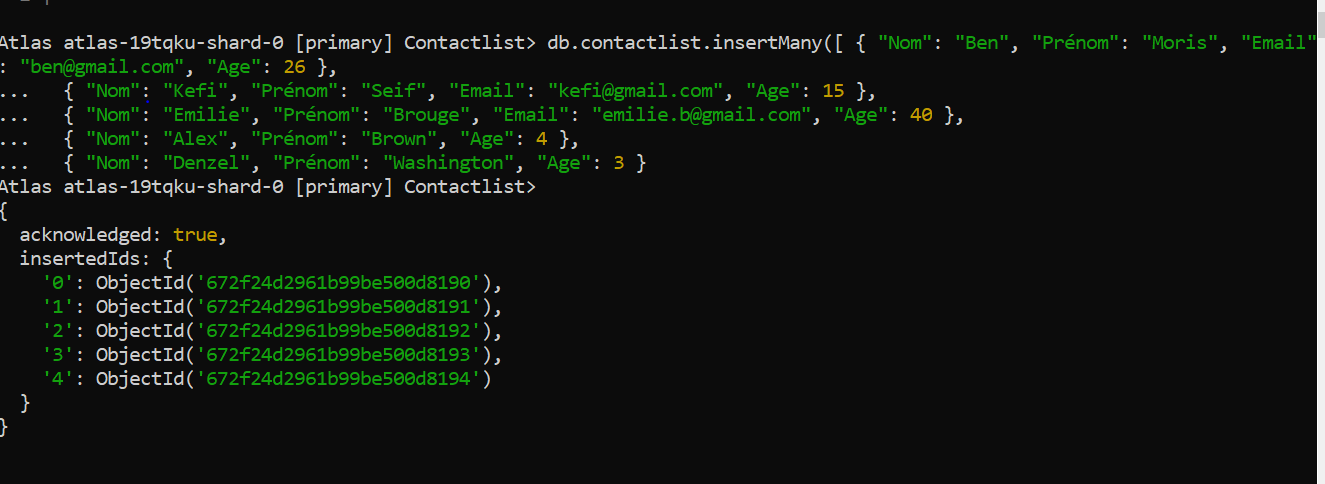 Atlas atlas-19tqku-shard-0 [primary] Contactlist> db.contactlist.insertMany([ { "Nom": "Ben", "Prénom": "Moris", "Email"
: "ben@gmail.com", "Age": 26 },
...   { "Nom": "Kefi", "Prénom": "Seif", "Email": "kefi@gmail.com", "Age": 15 },
...   { "Nom": "Emilie", "Prénom": "Brouge", "Email": "emilie.b@gmail.com", "Age": 40 },
...   { "Nom": "Alex", "Prénom": "Brown", "Age": 4 },
...   { "Nom": "Denzel", "Prénom": "Washington", "Age": 3 }
Atlas atlas-19tqku-shard-0 [primary] Contactlist>
{
  acknowledged: true,
  insertedIds: {
    '0': ObjectId('672f24d2961b99be500d8190'),
    '1': ObjectId('672f24d2961b99be500d8191'),
    '2': ObjectId('672f24d2961b99be500d8192'),
    '3': ObjectId('672f24d2961b99be500d8193'),
    '4': ObjectId('672f24d2961b99be500d8194')
  }
}